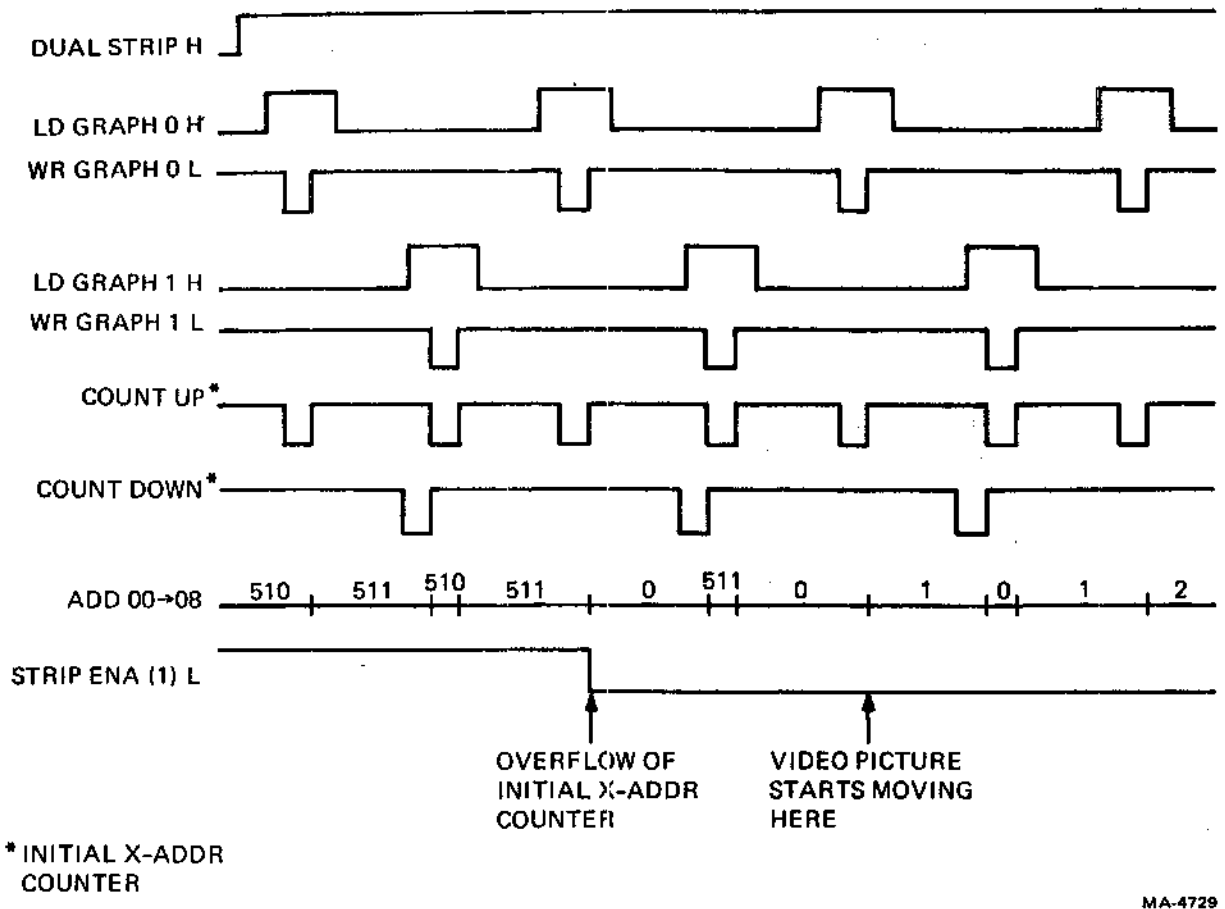 DUAL STRIP H
LD GRAPH 0 H
WR GRAPH 0 L
LD GRAPH 1 H
WR GRAPH 1 L
COUNT UP*
COUNT DOWN*
ADD 00→08
510 511 510 511 0 511 0 1 0 1 2
STRIP ENA (1) L
OVERFLOW OF
INITIAL X-ADDR
COUNTER
VIDEO PICTURE
STARTS MOVING
HERE
* INITIAL X-ADDR
COUNTER
MA-4729